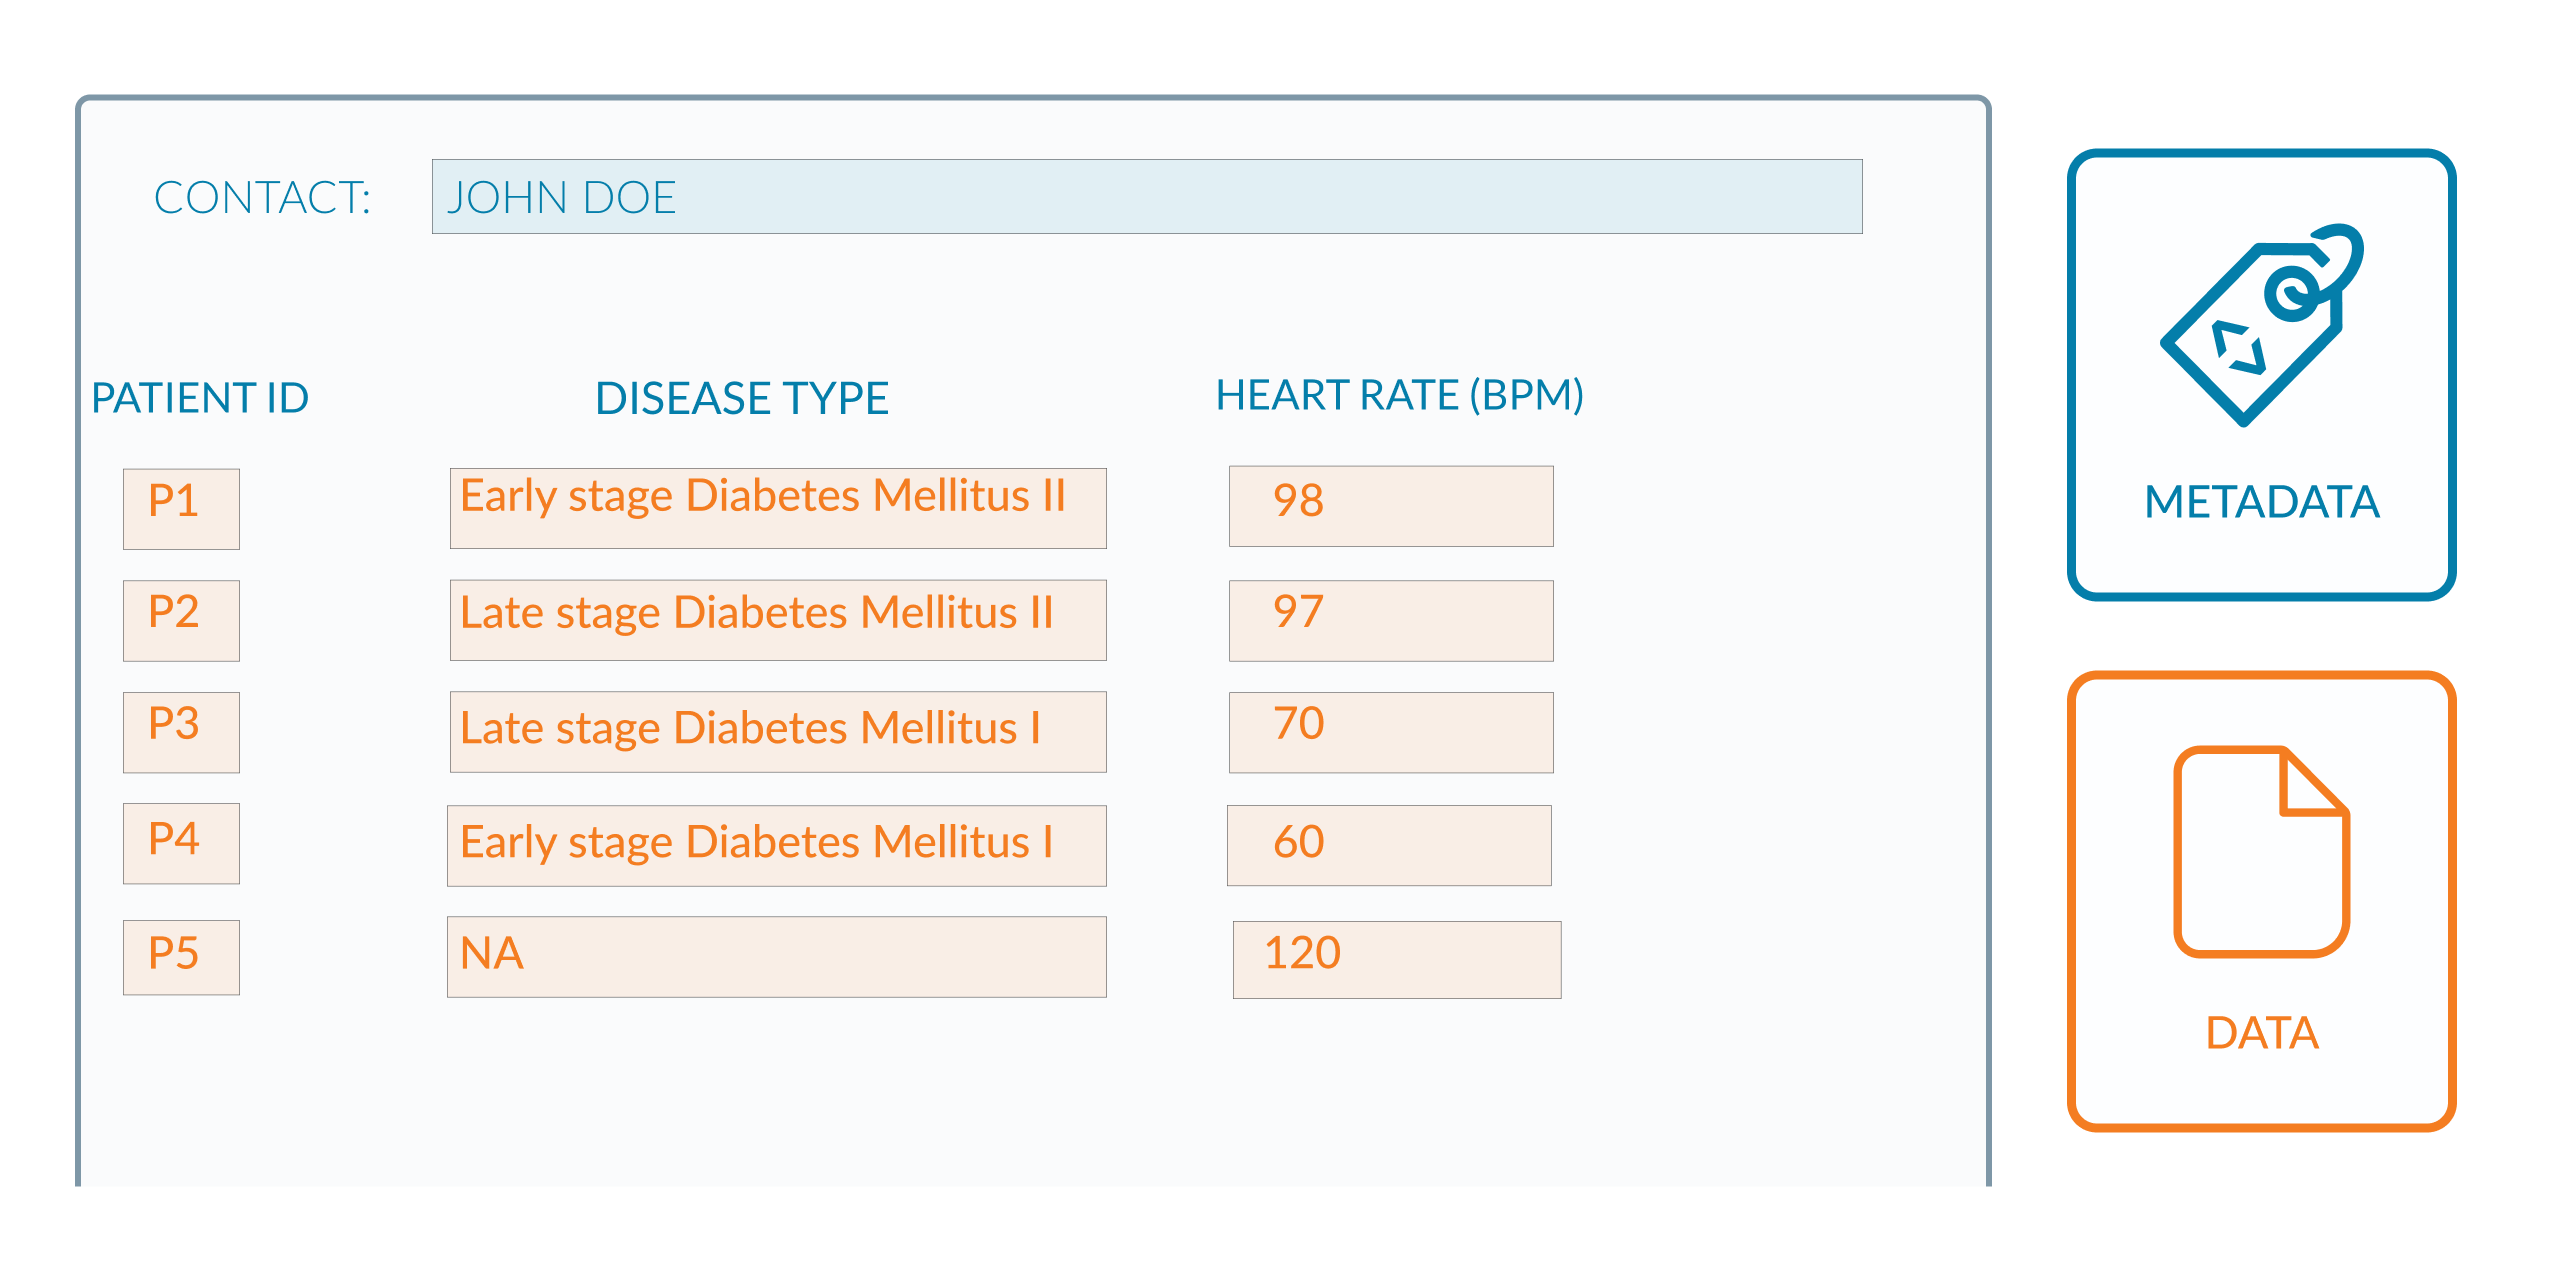 CONTACT: JOHN DOE
PATIENT ID DISEASE TYPE HEART RATE (BPM)
P1 Early stage Diabetes Mellitus II 98
P2 Late stage Diabetes Mellitus II 97
P3 Late stage Diabetes Mellitus I 70
P4 Early stage Diabetes Mellitus I 60
P5 NA 120
METADATA
DATA